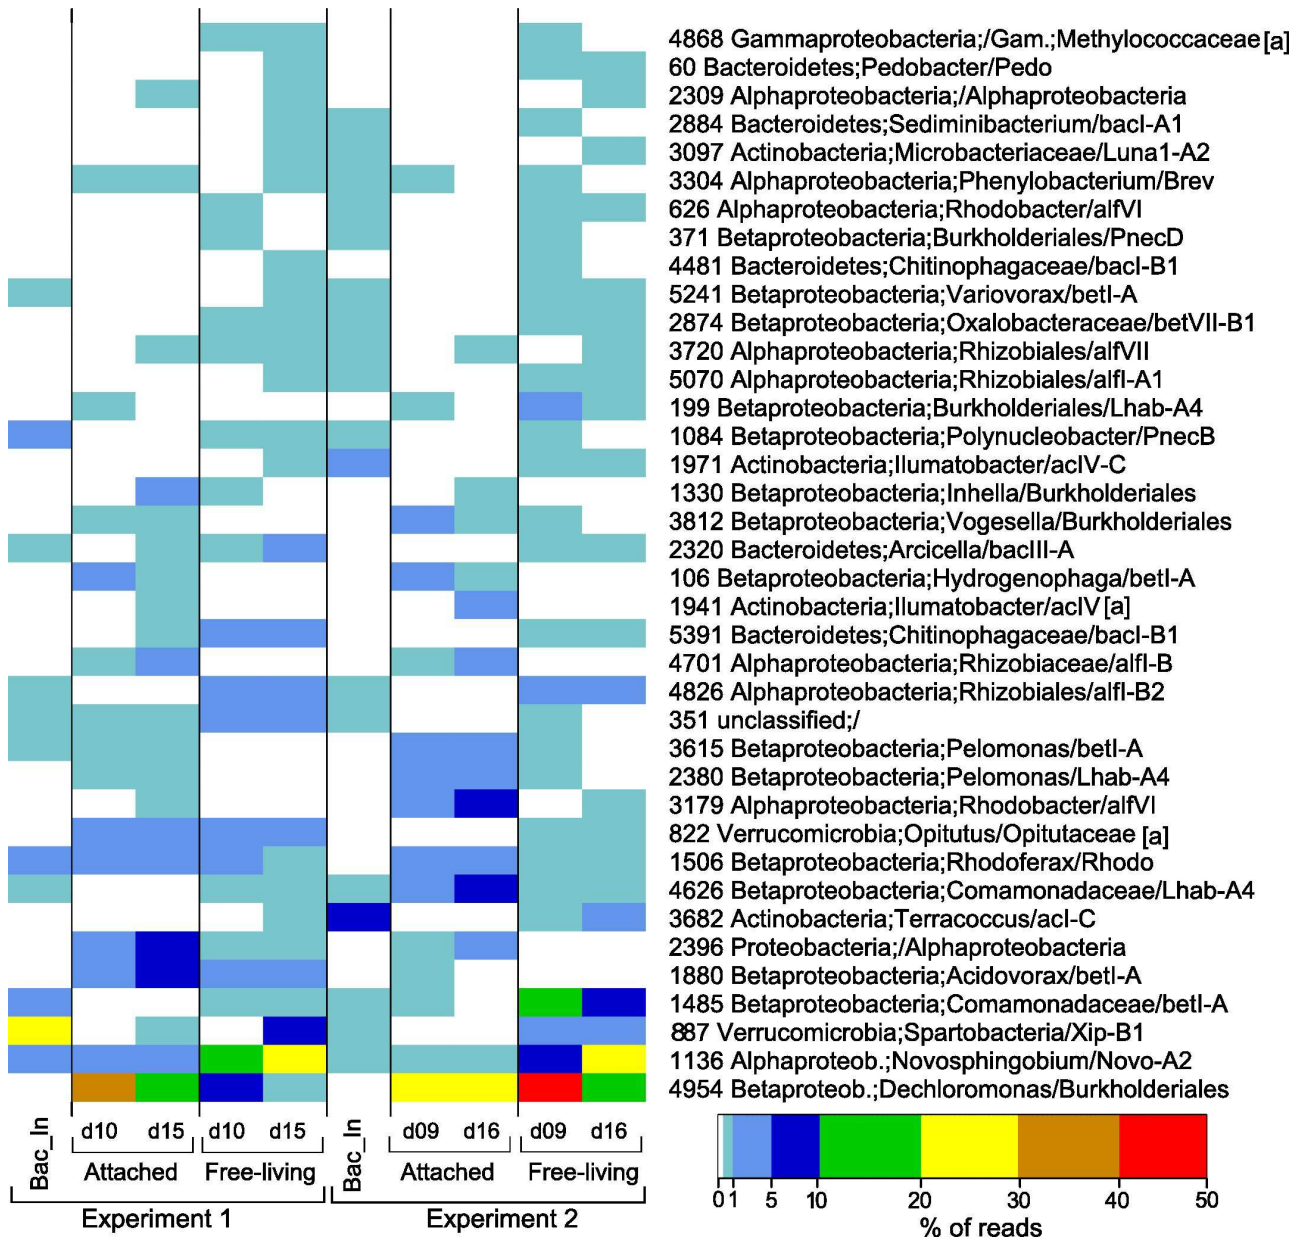 4868 Gammaproteobacteria;/Gam.;Methylococcaceae [a]
60 Bacteroidetes;Pedobacter/Pedo
2309 Alphaproteobacteria;/Alphaproteobacteria
2884 Bacteroidetes;Sediminibacterium/bacI-A1
3097 Actinobacteria;Microbacteriaceae/Luna1-A2
3304 Alphaproteobacteria;Phenylobacterium/Brev
626 Alphaproteobacteria;Rhodobacter/alfVI
371 Betaproteobacteria;Burkholderiales/PnecD
4481 Bacteroidetes;Chitinophagaceae/bacI-B1
5241 Betaproteobacteria;Variovorax/betI-A
2874 Betaproteobacteria;Oxalobacteraceae/betVII-B1
3720 Alphaproteobacteria;Rhizobiales/alfVII
5070 Alphaproteobacteria;Rhizobiales/alfI-A1
199 Betaproteobacteria;Burkholderiales/Lhab-A4
1084 Betaproteobacteria;Polynucleobacter/PnecB
1971 Actinobacteria;Ilumatobacter/acIV-C
1330 Betaproteobacteria;Inhella/Burkholderiales
3812 Betaproteobacteria;Vogesella/Burkholderiales
2320 Bacteroidetes;Arcicella/bacIII-A
106 Betaproteobacteria;Hydrogenophaga/betI-A
1941 Actinobacteria;Ilumatobacter/acIV [a]
5391 Bacteroidetes;Chitinophagaceae/bacI-B1
4701 Alphaproteobacteria;Rhizobiaceae/alfI-B
4826 Alphaproteobacteria;Rhizobiales/alfI-B2
351 unclassified;/
3615 Betaproteobacteria;Pelomonas/betI-A
2380 Betaproteobacteria;Pelomonas/Lhab-A4
3179 Alphaproteobacteria;Rhodobacter/alfVI
822 Verrucomicrobia;Opitutus/Opitutaceae [a]
1506 Betaproteobacteria;Rhodoferax/Rhodo
4626 Betaproteobacteria;Comamonadaceae/Lhab-A4
3682 Actinobacteria;Terracoccus/acI-C
2396 Proteobacteria;/Alphaproteobacteria
1880 Betaproteobacteria;Acidovorax/betI-A
1485 Betaproteobacteria;Comamonadaceae/betI-A
887 Verrucomicrobia;Spartobacteria/Xip-B1
1136 Alphaproteob.;Novosphingobium/Novo-A2
4954 Betaproteob.;Dechloromonas/Burkholderiales
Bac_In d10 d15 d10 d15 Bac_In d09 d16 d09 d16
Attached Free-living Attached Free-living
Experiment 1 Experiment 2
0 1 5 10 20 30 40 50
% of reads